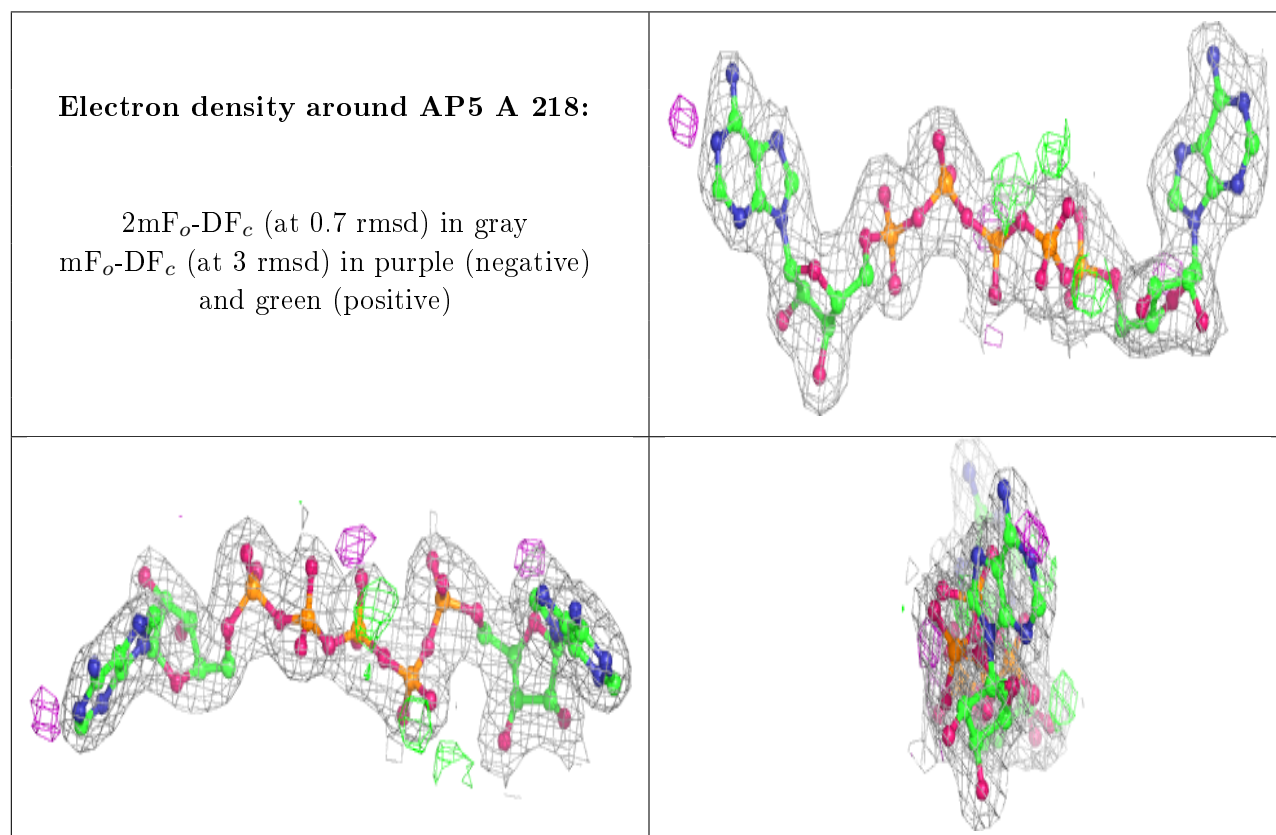 Electron density around AP5 A 218:
2mFo-DFc (at 0.7 rmsd) in gray
mFo-DFc (at 3 rmsd) in purple (negative)
and green (positive)